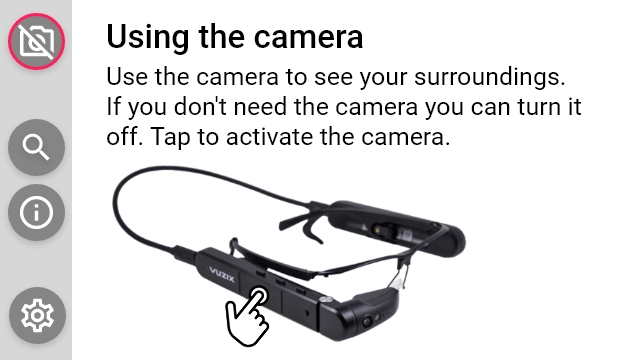 Using the camera
Use the camera to see your surroundings.
If you don't need the camera you can turn it
off. Tap to activate the camera.
VUZIX